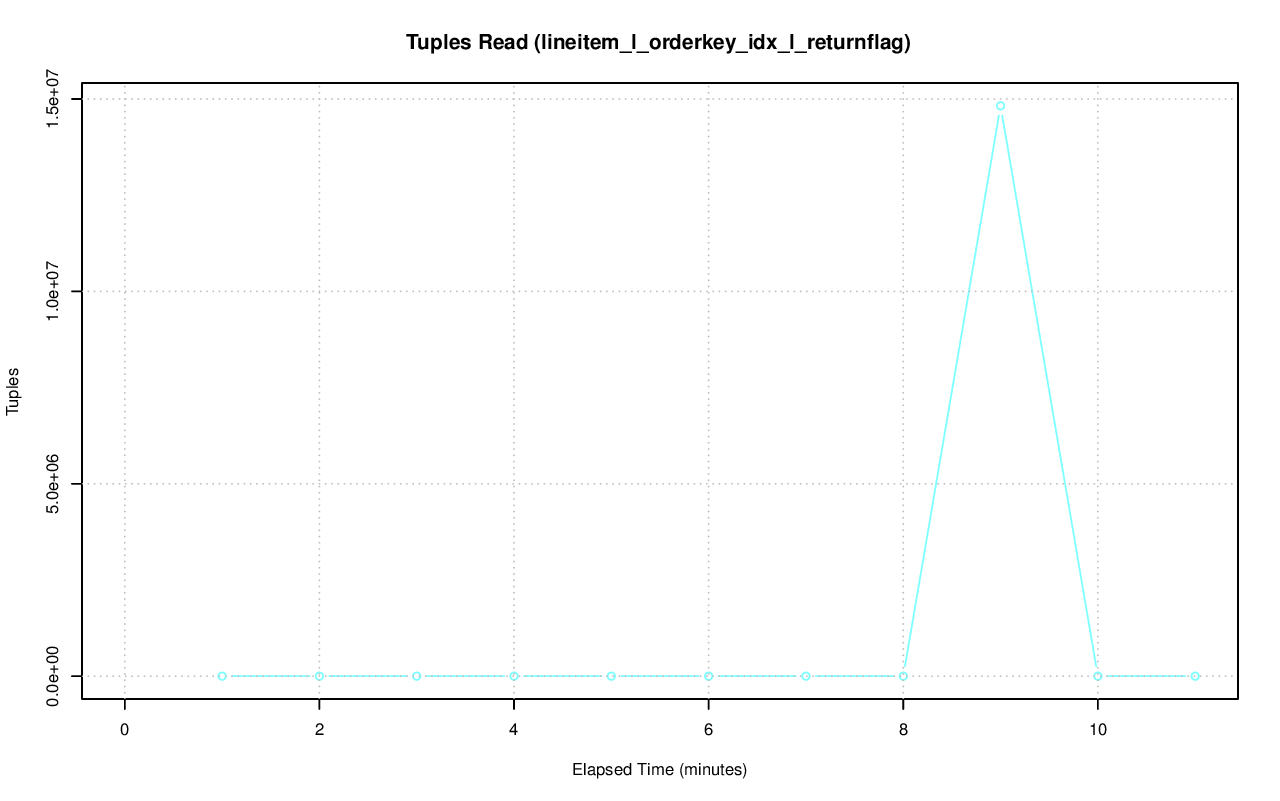 Tuples Read (lineitem_l_orderkey_idx_l_returnflag)
1.5e+07
1.0e+07
5.0e+06
0.0e+00
Tuples
0 2 4 6 8 10
Elapsed Time (minutes)